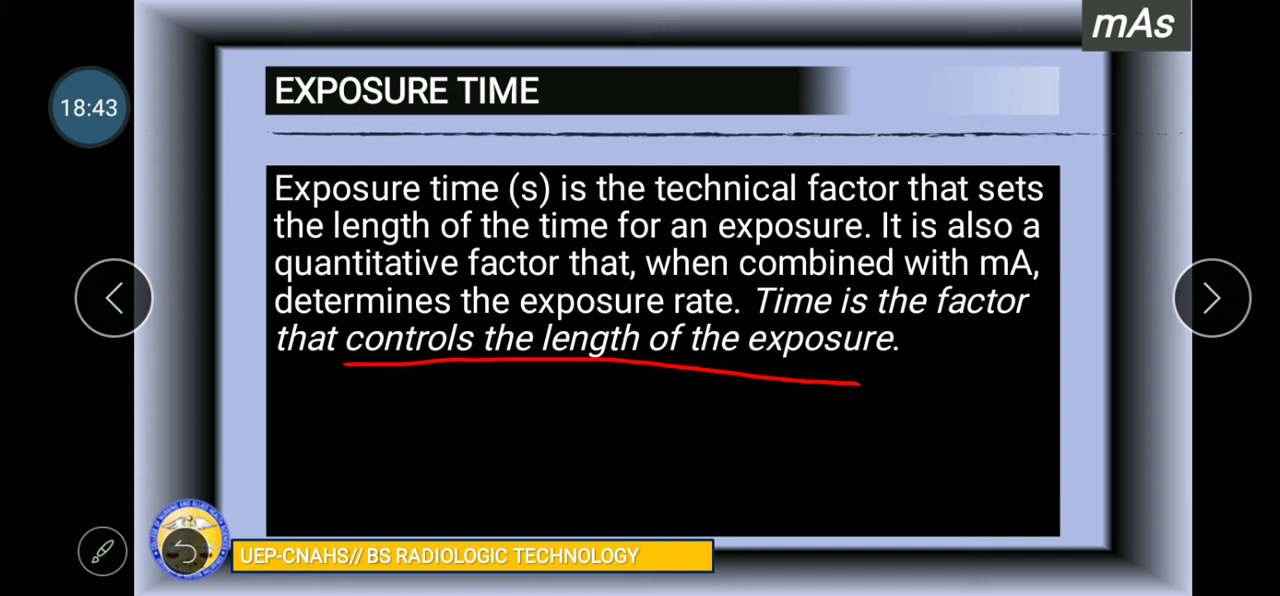 mAs
18:43
EXPOSURE TIME
Exposure time (s) is the technical factor that sets
the length of the time for an exposure. It is also a
quantitative factor that, when combined with mA,
determines the exposure rate. Time is the factor
that controls the length of the exposure.
UEP-CNAHS// BS RADIOLOGIC TECHNOLOGY